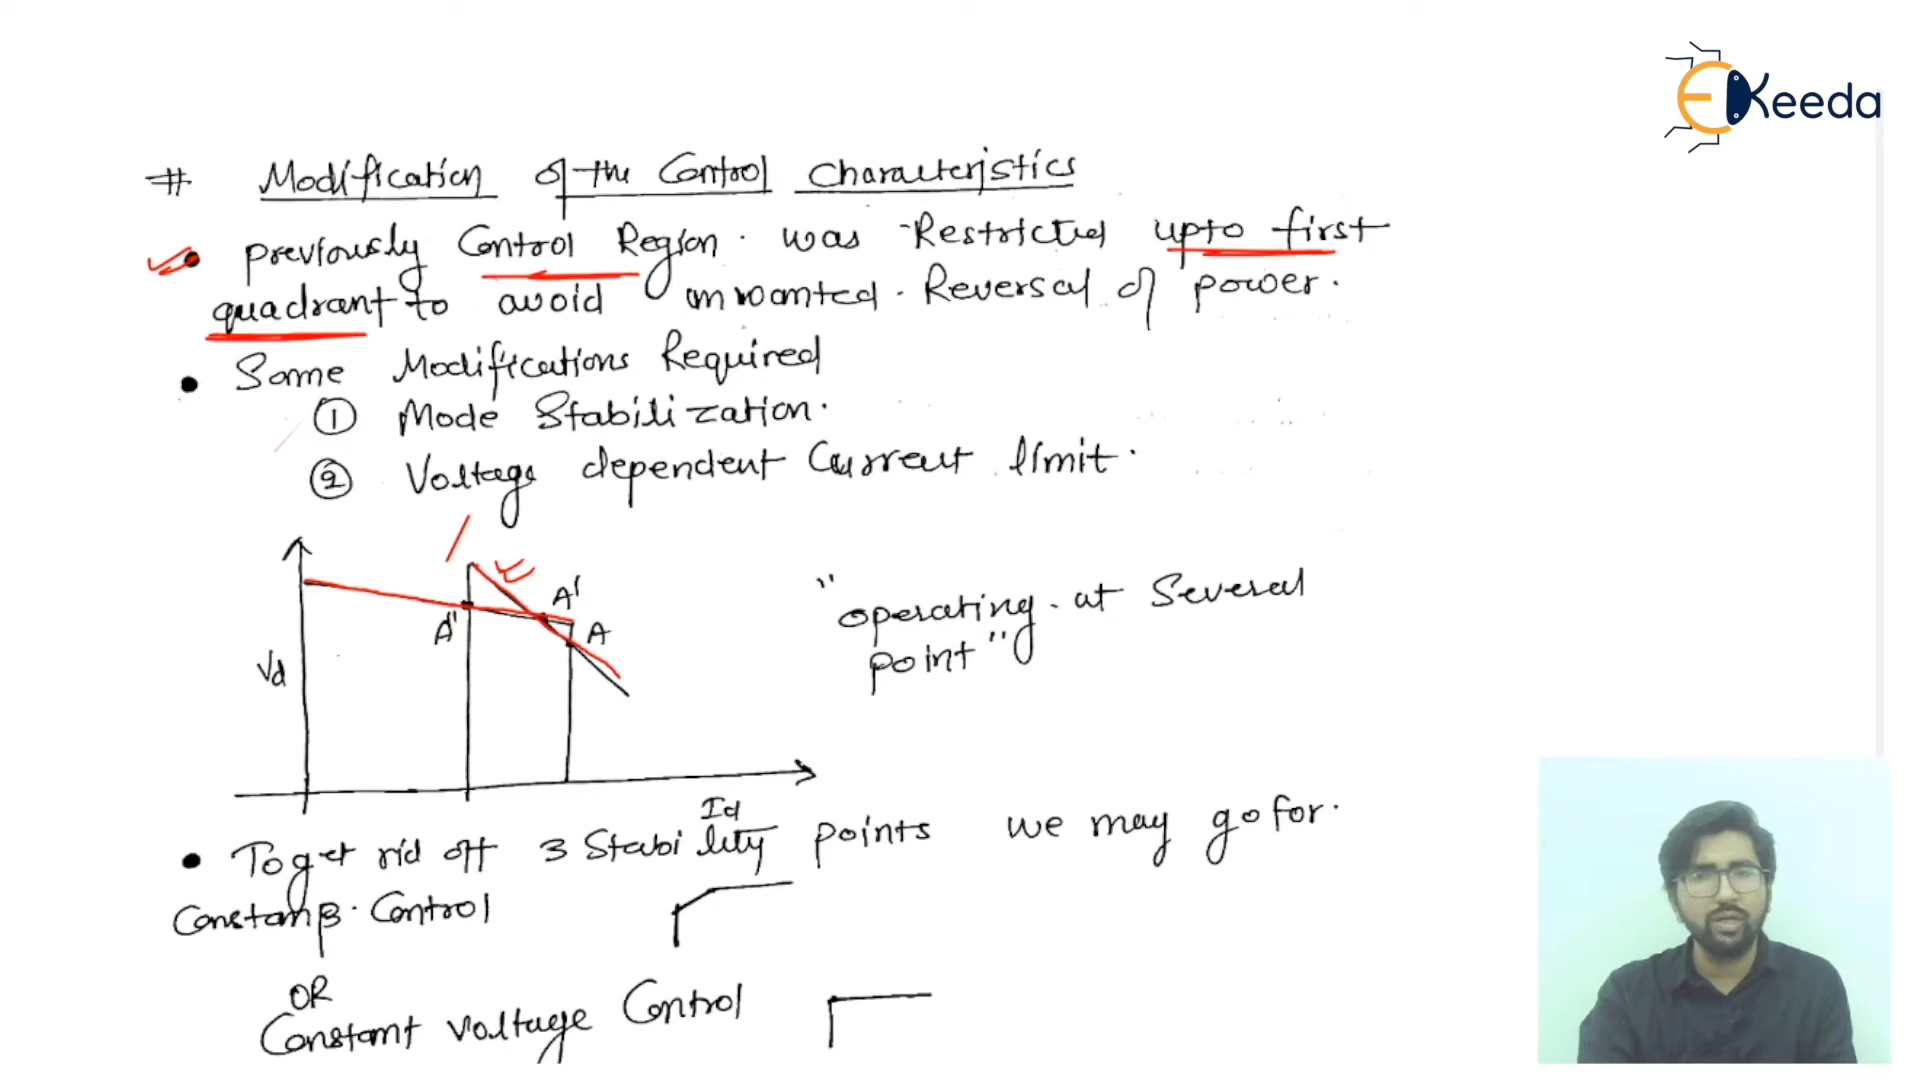 EKeeda
# Modification of the Control Characteristics
• previously Control Region. was Restricted upto first
quadrant to avoid unwanted. Reversal of power.
• Some Modifications Required
① Mode Stabilization.
② Voltage dependent Current limit.
A'
A"
A
Vd
Id
"operating. at Several
point"
• To get rid off 3 Stability points we may go for.
Constant β. Control
OR
Constant voltage Control